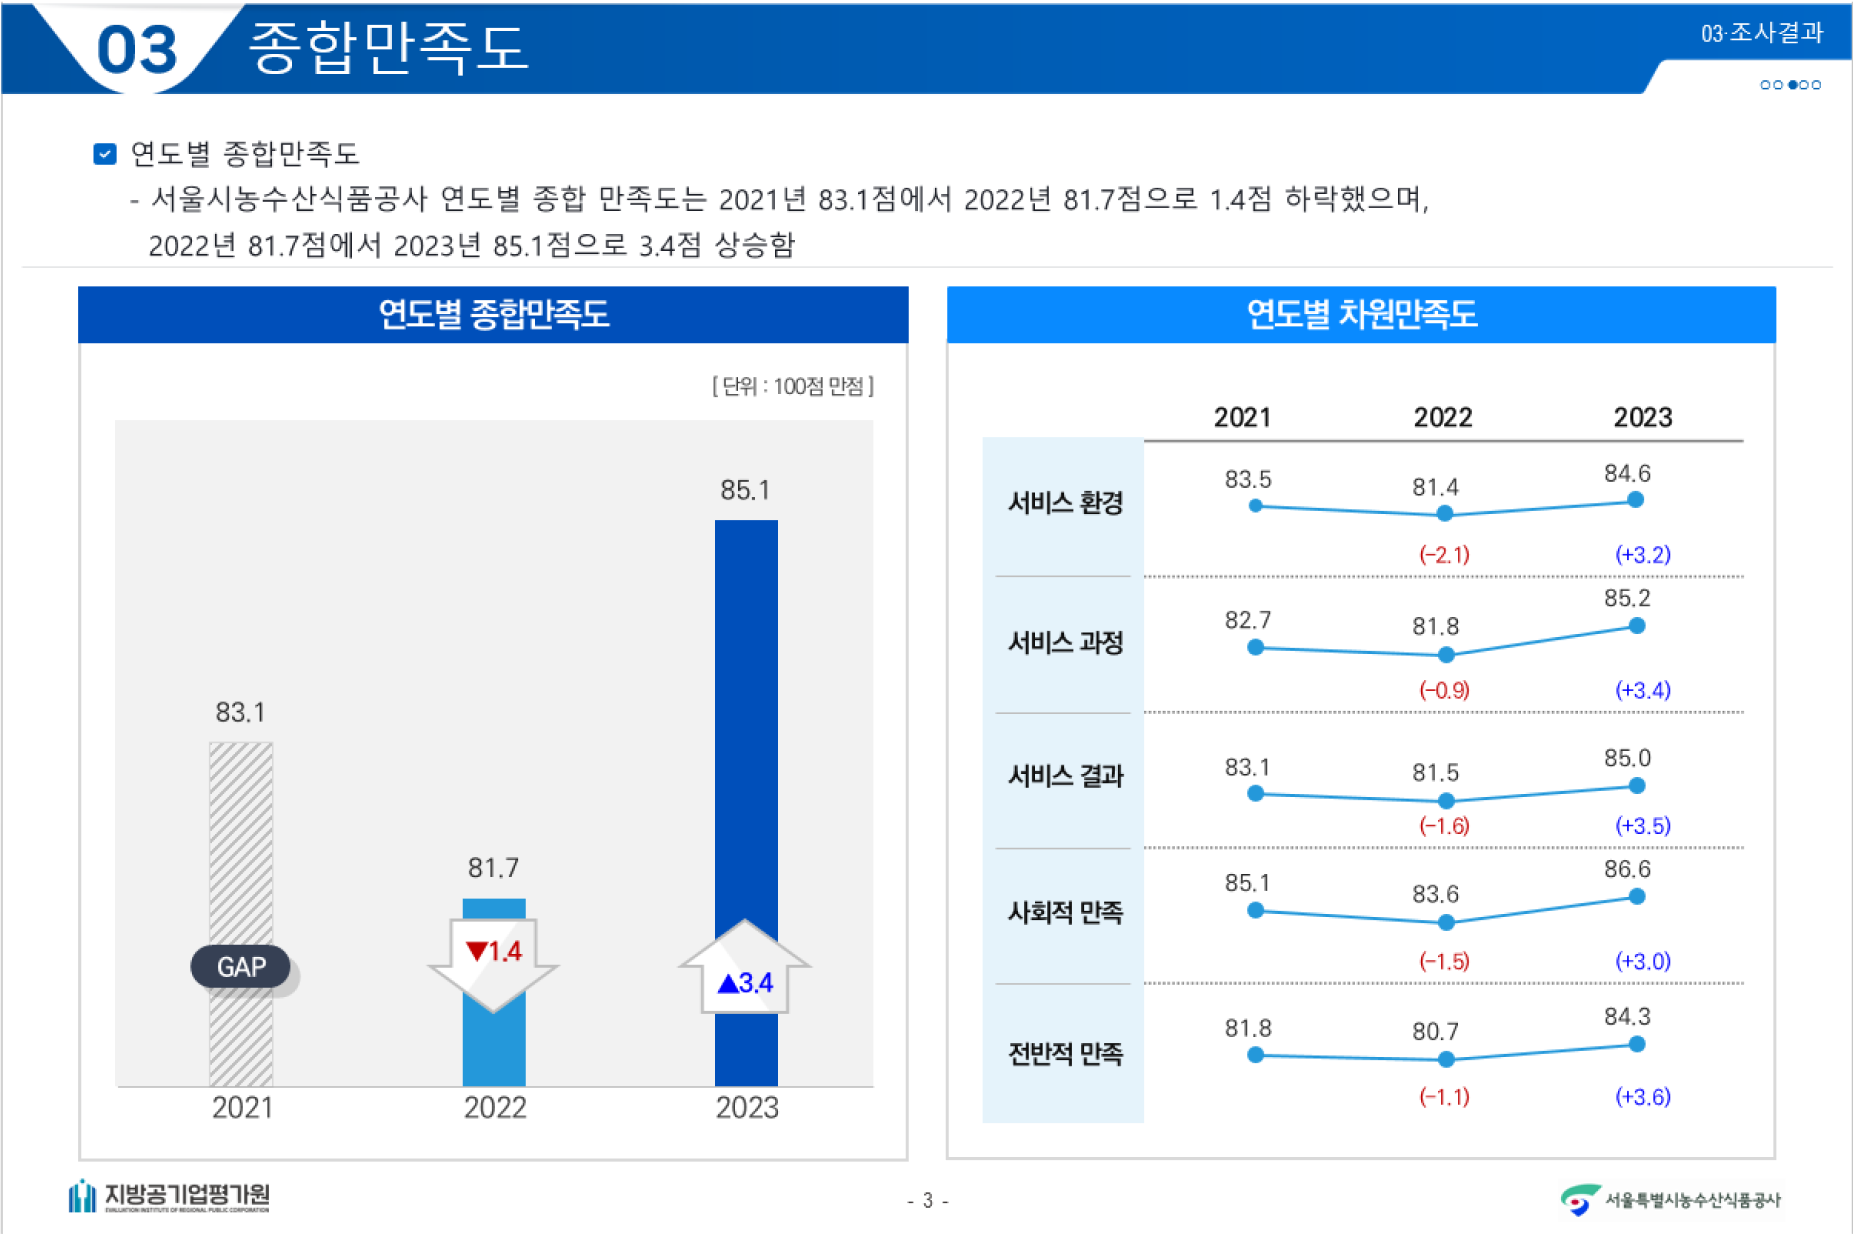 03 종합만족도
03·조사결과
연도별 종합만족도
- 서울시농수산식품공사 연도별 종합 만족도는 2021년 83.1점에서 2022년 81.7점으로 1.4점 하락했으며,
2022년 81.7점에서 2023년 85.1점으로 3.4점 상승함
연도별 종합만족도
[ 단위 : 100점 만점 ]
85.1
83.1
81.7
GAP
▼1.4
▲3.4
2021 2022 2023
연도별 차원만족도
2021 2022 2023
서비스 환경
83.5 81.4 84.6
(-2.1) (+3.2)
서비스 과정
82.7 81.8 85.2
(-0.9) (+3.4)
서비스 결과
83.1 81.5 85.0
(-1.6) (+3.5)
사회적 만족
85.1 83.6 86.6
(-1.5) (+3.0)
전반적 만족
81.8 80.7 84.3
(-1.1) (+3.6)
지방공기업평가원
EVALUATION INSTITUTE OF REGIONAL PUBLIC CORPORATION
- 3 -
서울특별시농수산식품공사